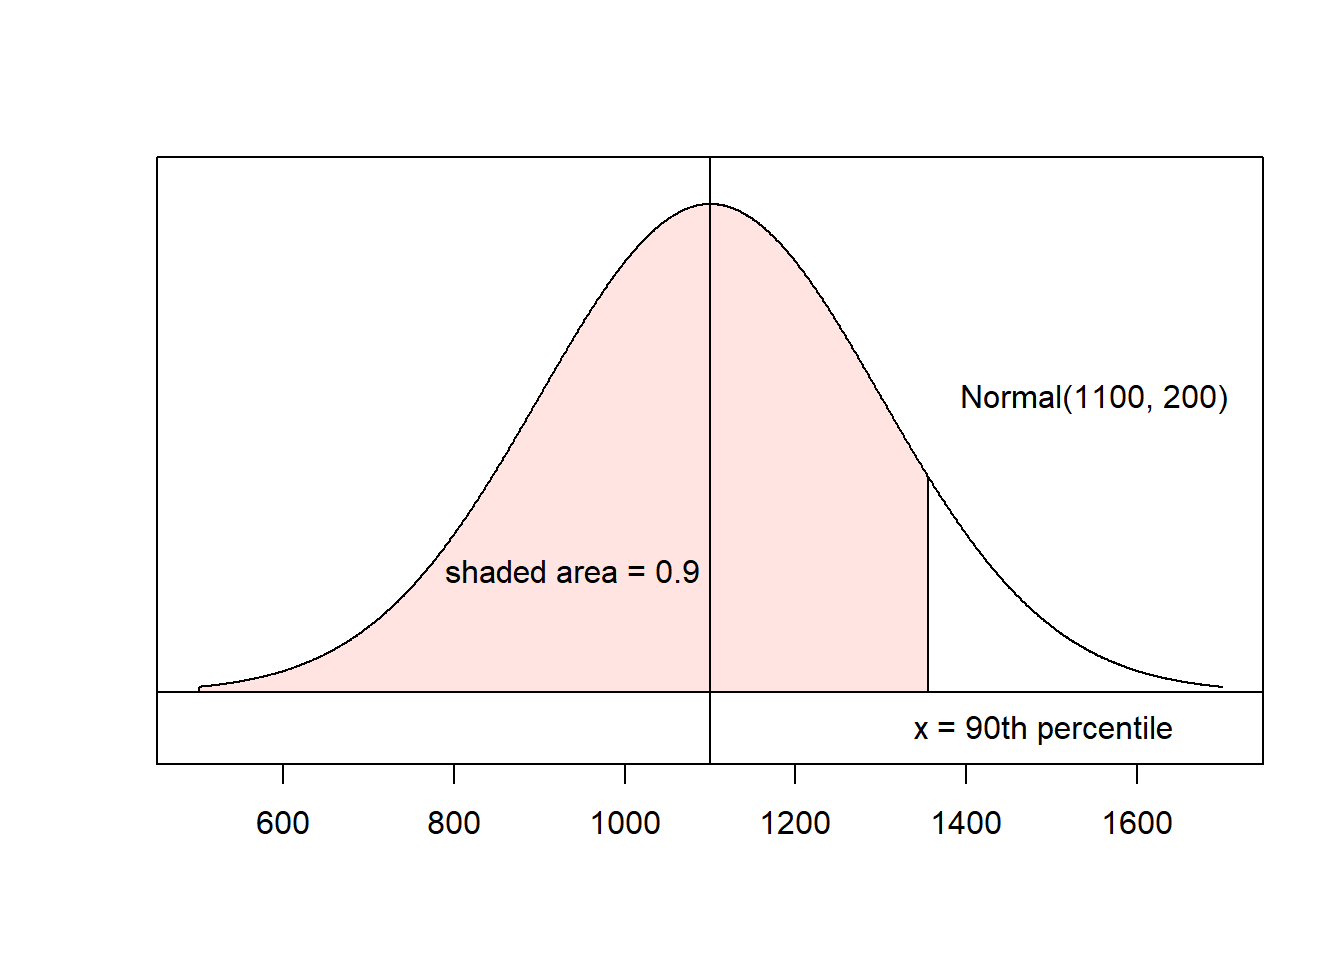 Normal(1100, 200)
shaded area = 0.9
x = 90th percentile
600 800 1000 1200 1400 1600